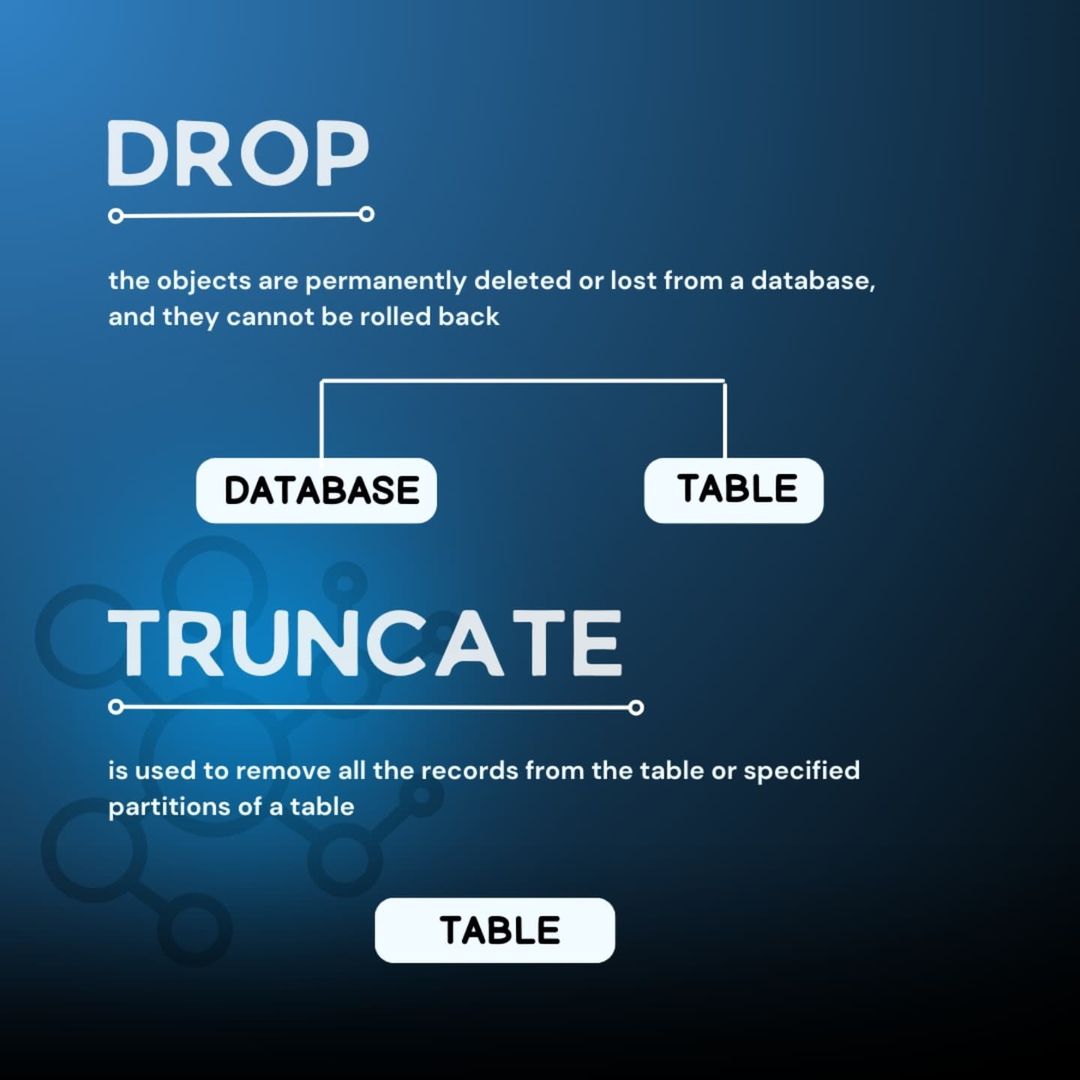 DROP
the objects are permanently deleted or lost from a database,
and they cannot be rolled back
DATABASE
TABLE
TRUNCATE
is used to remove all the records from the table or specified
partitions of a table
TABLE